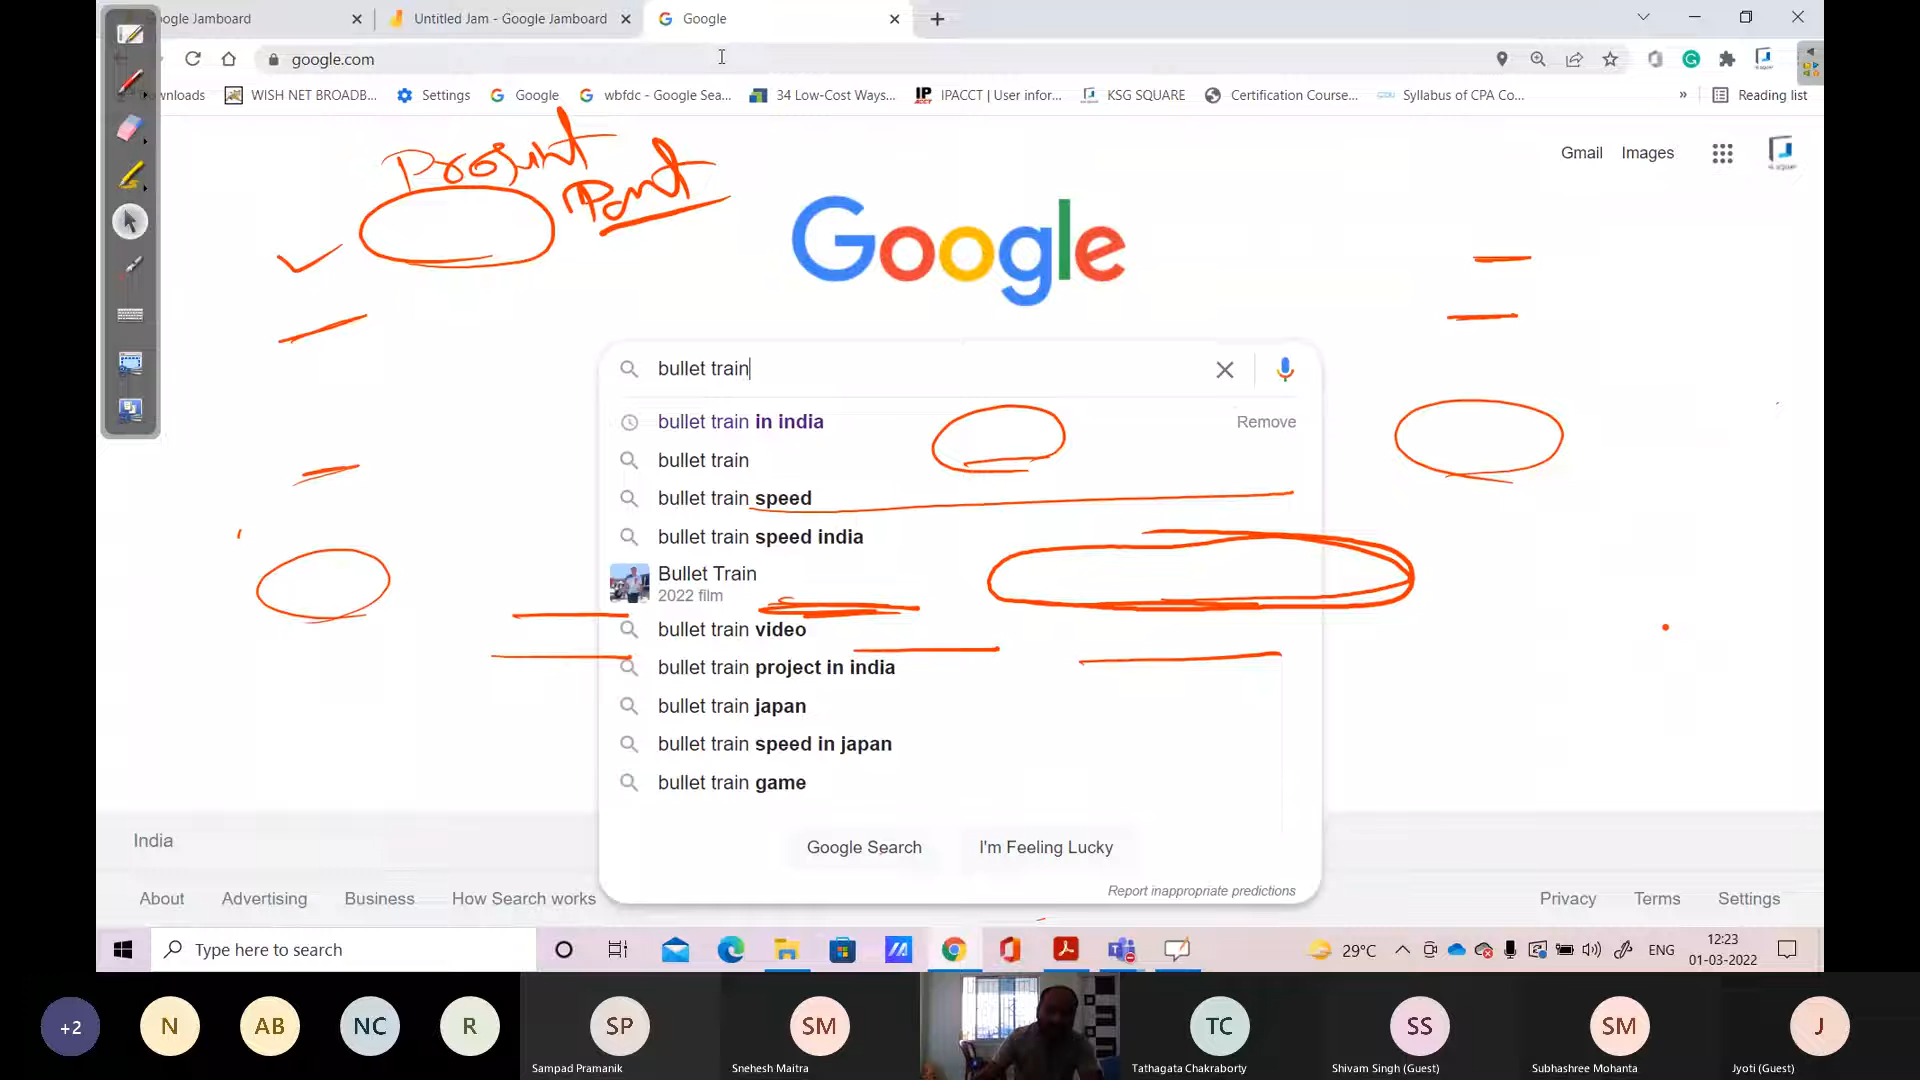 Google Jamboard
Untitled Jam - Google Jamboard
Google
google.com
wnloads
WISH NET BROADB...
Settings
Google
wbfdc - Google Sea...
34 Low-Cost Ways...
IPACCT | User infor...
KSG SQUARE
Certification Course...
Syllabus of CPA Co...
»
Reading list
Gmail
Images
Past
Google
bullet train
bullet train in india
Remove
bullet train
bullet train speed
bullet train speed india
Bullet Train
2022 film
bullet train video
bullet train project in india
bullet train japan
bullet train speed in japan
bullet train game
Google Search
I'm Feeling Lucky
Report inappropriate predictions
India
About
Advertising
Business
How Search works
Privacy
Terms
Settings
Type here to search
29°C
ENG
12:23
01-03-2022
+2
N
AB
NC
R
SP
SM
TC
SS
SM
J
Sampad Pramanik
Snehesh Maitra
Tathagata Chakraborty
Shivam Singh (Guest)
Subhashree Mohanta
Jyoti (Guest)